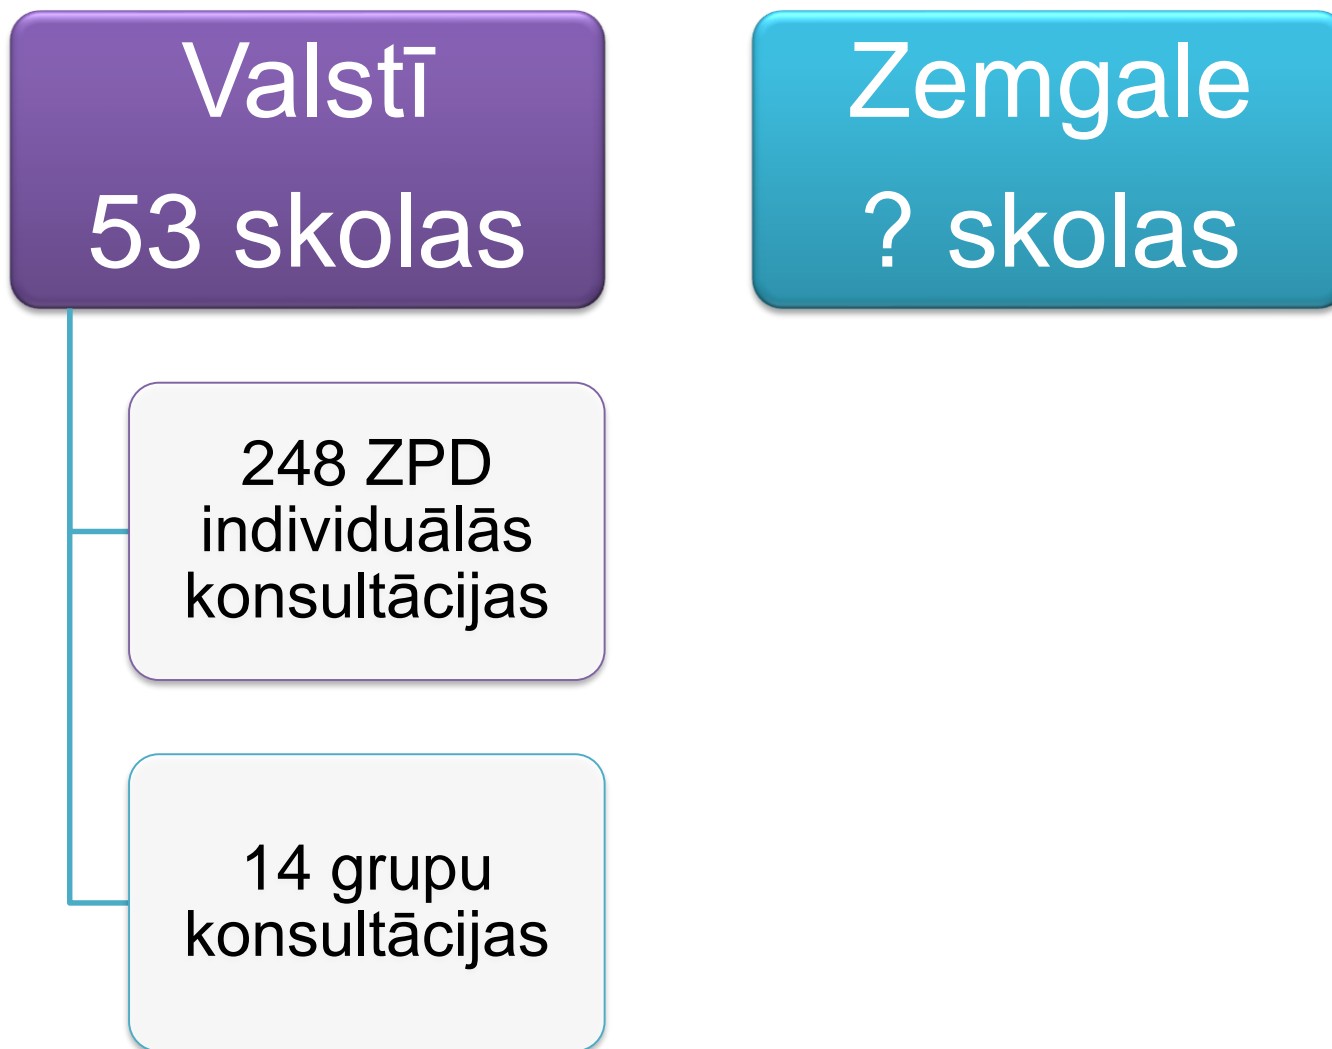 Valstī
53 skolas
248 ZPD
individuālās
konsultācijas
14 grupu
konsultācijas
Zemgale
? skolas